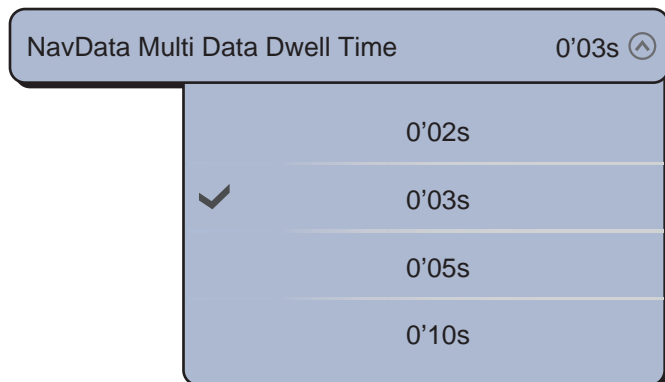 NavData Multi Data Dwell Time 0’03s
0’02s
0’03s
0’05s
0’10s